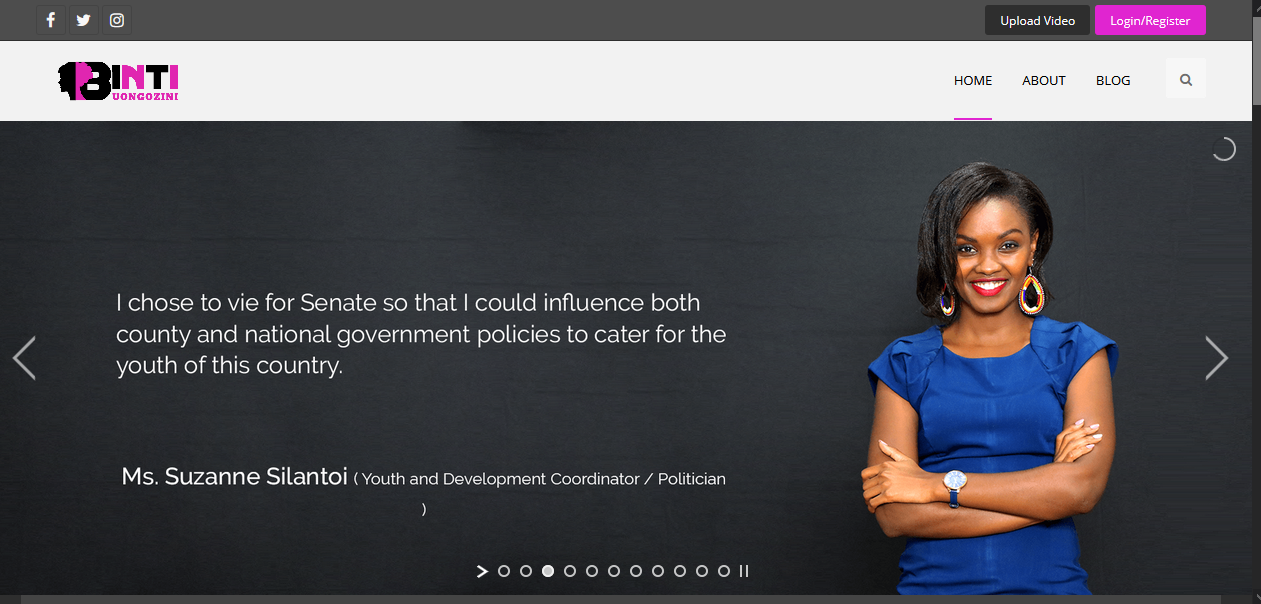 Upload Video
Login/Register
BINTI
UONGOZINI
HOME
ABOUT
BLOG
I chose to vie for Senate so that I could influence both
county and national government policies to cater for the
youth of this country.
Ms. Suzanne Silantoi ( Youth and Development Coordinator / Politician
)